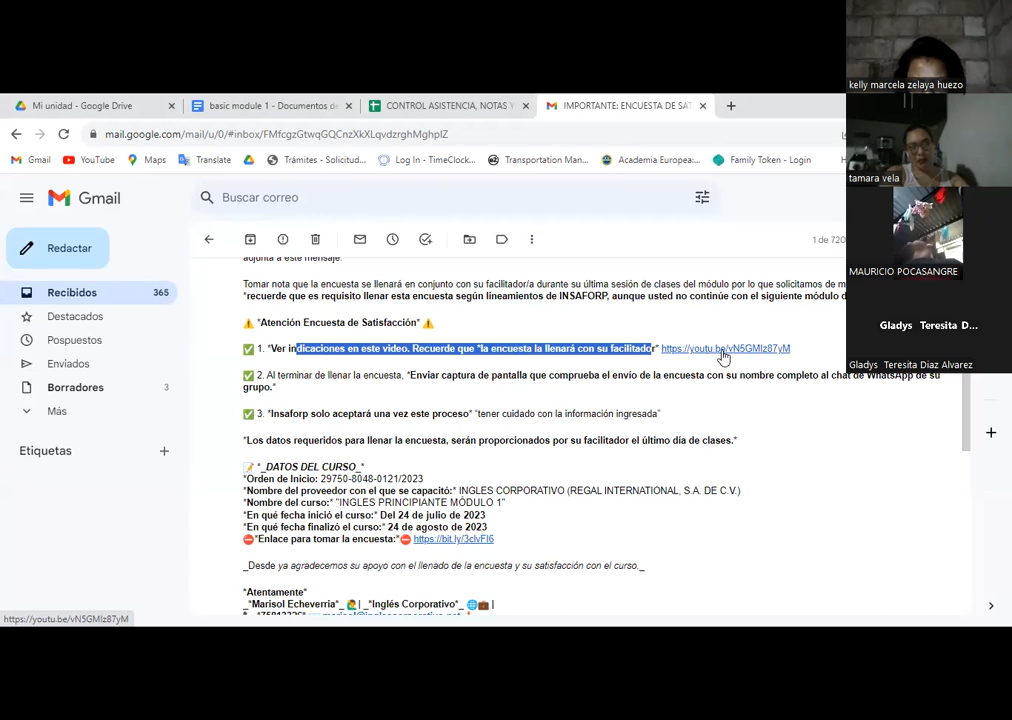 kelly marcela zelaya huezo
Mi unidad - Google Drive
basic module 1 - Documentos de
CONTROL ASISTENCIA, NOTAS Y
IMPORTANTE: ENCUESTA DE SAT
mail.google.com/mail/u/0/#inbox/FMfcgzGtwqGQCnzXkXLqvdzrghMghpIZ
Gmail
YouTube
Maps
Translate
Trámites - Solicitud...
Log In - TimeClock...
Transportation Man...
Academia Europea:...
Family Token - Login
tamara vela
Gmail
Buscar correo
Redactar
1 de 720
adjunta a este mensaje.
MAURICIO POCASANGRE
Tomar nota que la encuesta se llenará en conjunto con su facilitador/a durante su última sesión de clases del módulo por lo que solicitamos de m
Recibidos 365
*recuerde que es requisito llenar esta encuesta según lineamientos de INSAFORP, aunque usted no continúe con el siguiente módulo d
Destacados
Pospuestos
Enviados
Borradores 3
Más
Etiquetas
⚠️ *Atención Encuesta de Satisfacción* ⚠️
Gladys Teresita D...
✅ 1. *Ver indicaciones en este video. Recuerde que *la encuesta la llenará con su facilitador* https://youtu.be/vN5GMlz87yM
Gladys Teresita Diaz Alvarez
✅ 2. Al terminar de llenar la encuesta, *Enviar captura de pantalla que comprueba el envío de la encuesta con su nombre completo al chat de WhatsApp de su
grupo.*
✅ 3. *Insaforp solo aceptará una vez este proceso* “tener cuidado con la información ingresada”
*Los datos requeridos para llenar la encuesta, serán proporcionados por su facilitador el último día de clases.*
📝 *_DATOS DEL CURSO_*
*Orden de Inicio: 29750-8048-0121/2023
*Nombre del proveedor con el que se capacitó:* INGLES CORPORATIVO (REGAL INTERNATIONAL, S.A. DE C.V.)
*Nombre del curso:* "INGLES PRINCIPIANTE MÓDULO 1"
*En qué fecha inició el curso:* Del 24 de julio de 2023
*En qué fecha finalizó el curso:* 24 de agosto de 2023
⛔*Enlace para tomar la encuesta:*⛔ https://bit.ly/3clvFI6
_Desde ya agradecemos su apoyo con el llenado de la encuesta y su satisfacción con el curso._
*Atentamente*
_*Marisol Echeverria*_ 🙋 | _*Inglés Corporativo*_ 🌐💼 |
https://youtu.be/vN5GMlz87yM